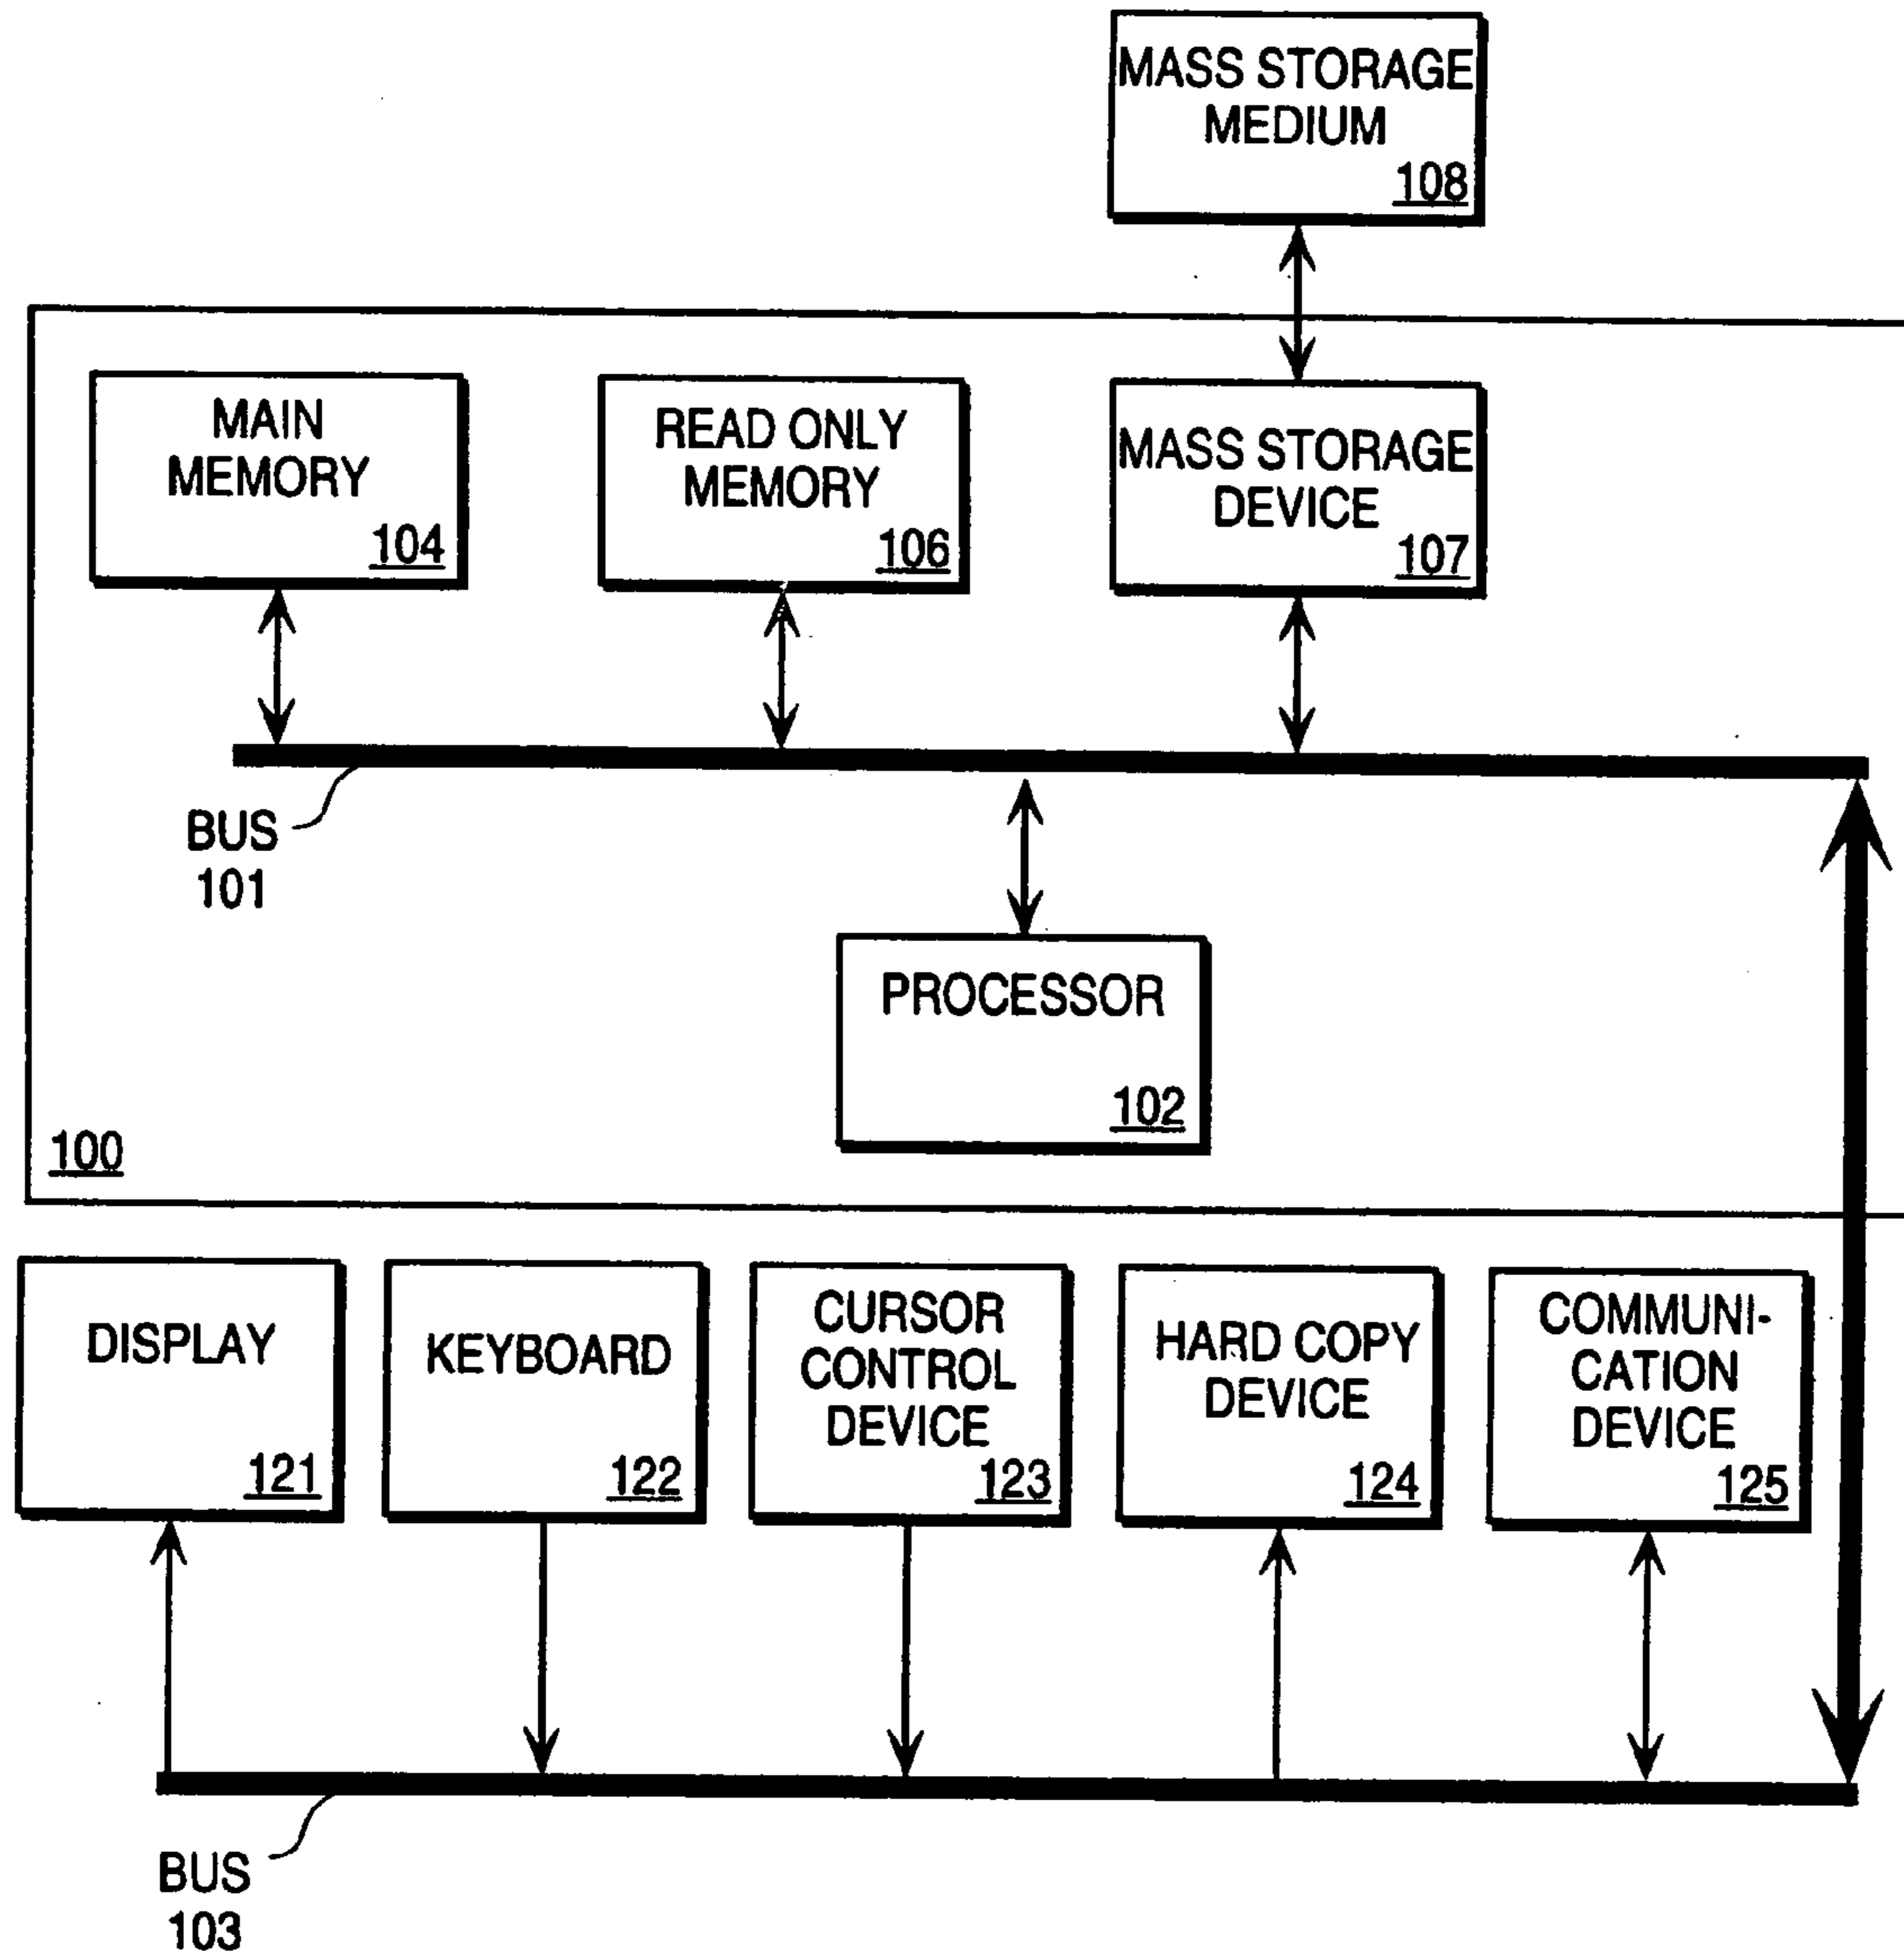 MASS STORAGE
MEDIUM
108
MAIN
MEMORY
104
READ ONLY
MEMORY
106
MASS STORAGE
DEVICE
107
BUS
101
PROCESSOR
102
100
DISPLAY
121
KEYBOARD
122
CURSOR
CONTROL
DEVICE
123
HARD COPY
DEVICE
124
COMMUNI-
CATION
DEVICE
125
BUS
103